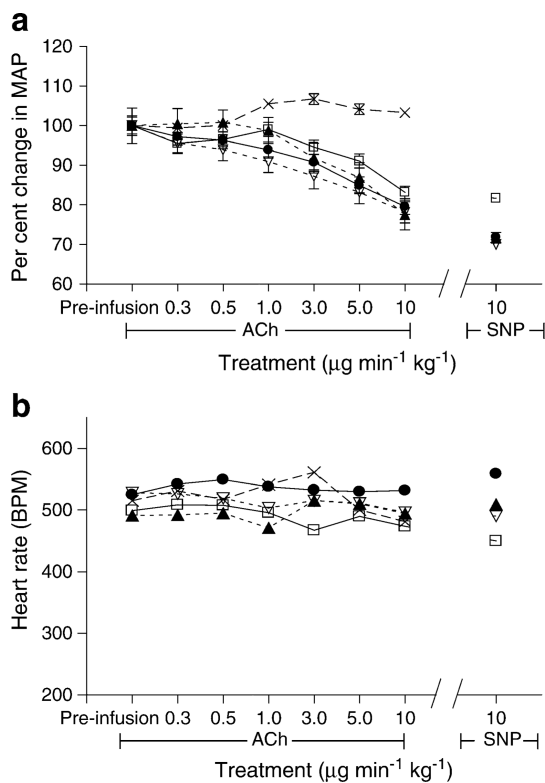 a
Per cent change in MAP
120
110
100
90
80
70
60
Pre-infusion 0.3 0.5 1.0 3.0 5.0 10 10
ACh SNP
Treatment (μg min⁻¹ kg⁻¹)
b
Heart rate (BPM)
600
500
400
300
200
Pre-infusion 0.3 0.5 1.0 3.0 5.0 10 10
ACh SNP
Treatment (μg min⁻¹ kg⁻¹)